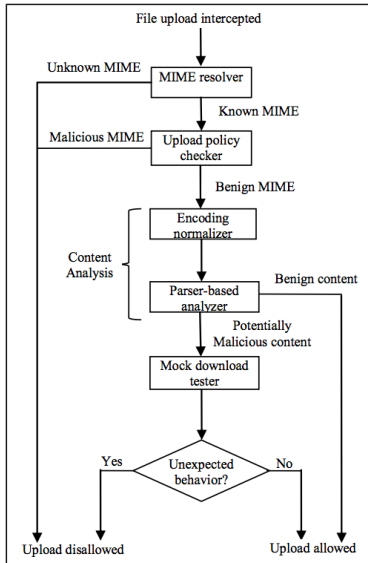 File upload intercepted
Unknown MIME
MIME resolver
Known MIME
Malicious MIME
Upload policy
checker
Benign MIME
Encoding
normalizer
Content
Analysis
Benign content
Parser-based
analyzer
Potentially
Malicious content
Mock download
tester
Yes
Unexpected
behavior?
No
Upload disallowed
Upload allowed